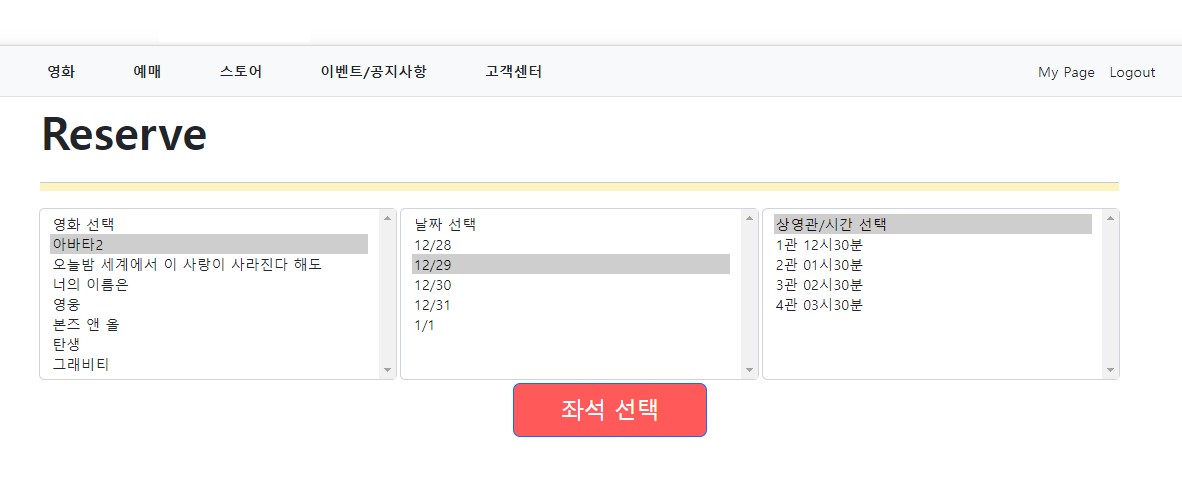 영화 예매 스토어 이벤트/공지사항 고객센터 My Page Logout
Reserve
영화 선택
아바타2
오늘밤 세계에서 이 사랑이 사라진다 해도
너의 이름은
영웅
본즈 앤 올
탄생
그래비티
날짜 선택
12/28
12/29
12/30
12/31
1/1
상영관/시간 선택
1관 12시30분
2관 01시30분
3관 02시30분
4관 03시30분
좌석 선택